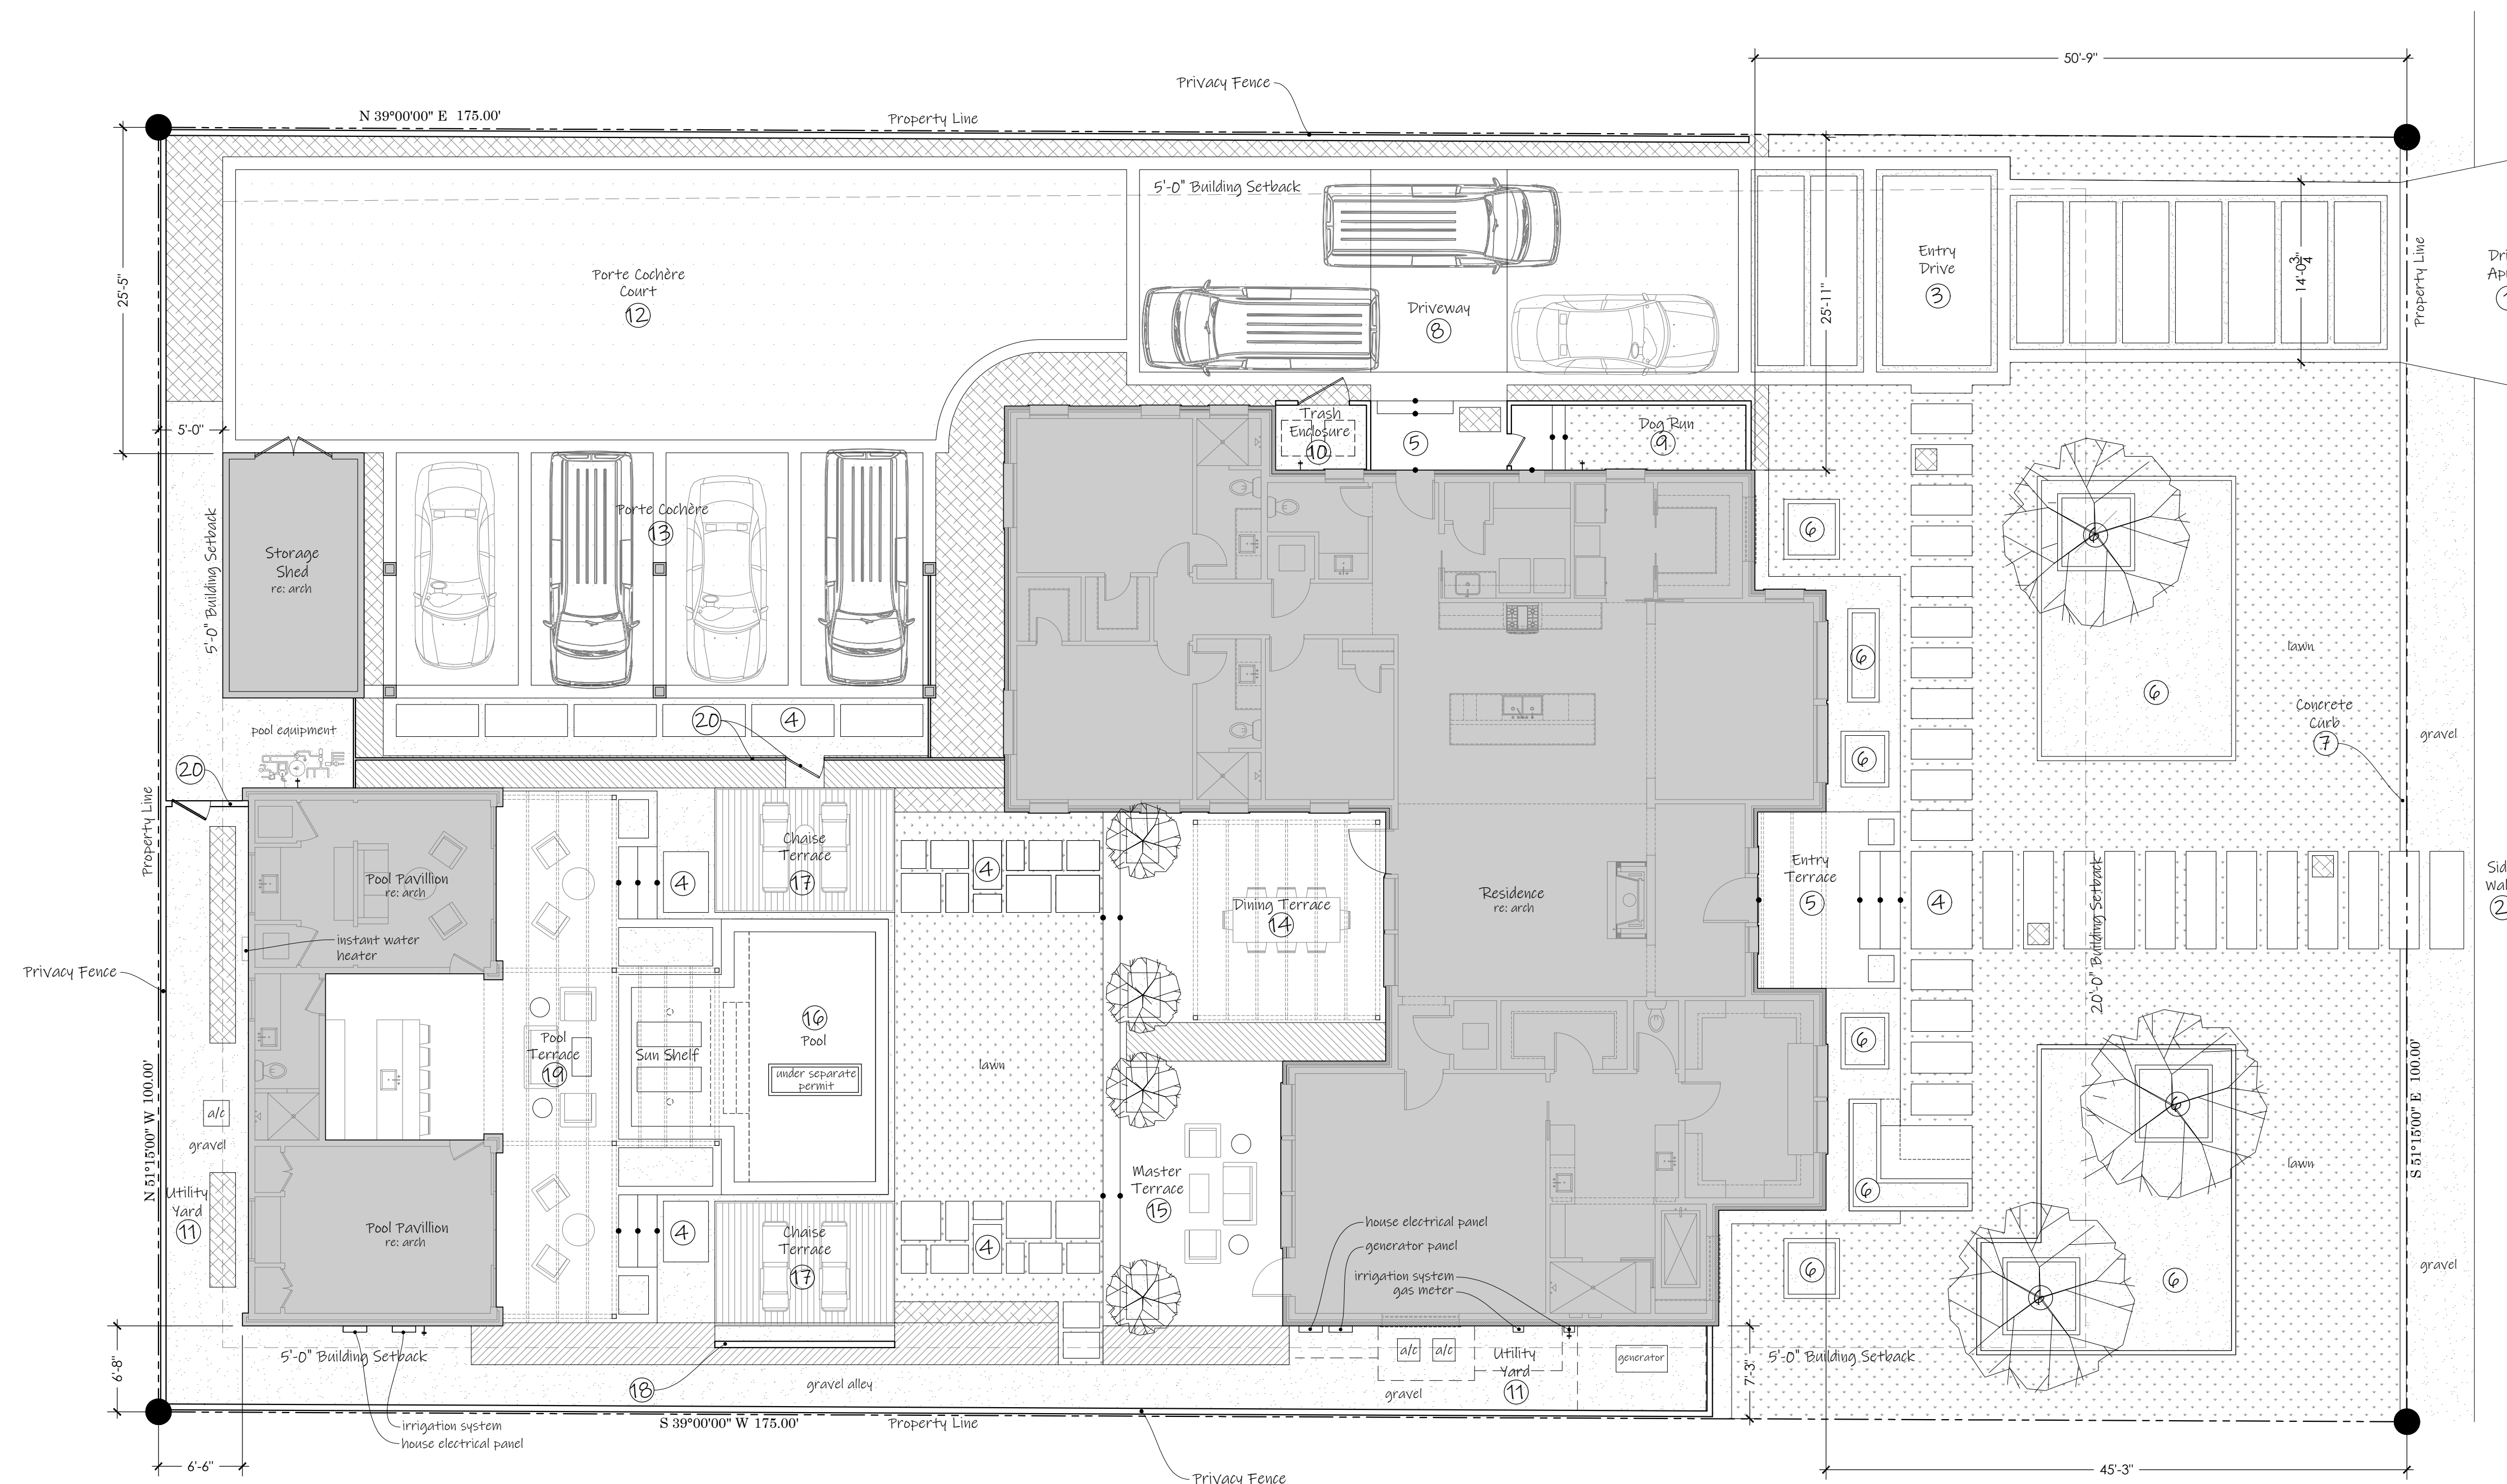 50'-9"
Privacy Fence
N 39°00'00" E 175.00'
Property Line
5'-0" Building Setback
Entry
Drive
3
Property Line
14'-0 3/4"
25'-11"
25'-5"
Porte Cochère
Court
12
Driveway
8
5'-0"
Trash
Enclosure
10
5
Dog Run
9
5'-0" Building Setback
Storage
Shed
re: arch
Porte Cochère
13
6
6
6
6
6
lawn
Concrete
Curb
7
gravel
pool equipment
20
20
4
Property Line
Pool Pavillion
re: arch
instant water
heater
Privacy Fence
4
Chaise
Terrace
17
4
Dining Terrace
14
Residence
re: arch
Entry
Terrace
5
4
20'-0" Building Setback
16
Pool
under separate
permit
Sun Shelf
Pool
Terrace
19
lawn
N 51°15'00" W 100.00'
S 51°15'00" E 100.00'
a/c
gravel
Utility
Yard
11
Pool Pavillion
re: arch
4
Chaise
Terrace
17
4
Master
Terrace
15
house electrical panel
generator panel
irrigation system
gas meter
6
6
6
6
6
6
lawn
gravel
6'-8"
5'-0" Building Setback
18
gravel alley
a/c
a/c
Utility
Yard
11
gravel
generator
7'-3"
5'-0" Building Setback
irrigation system
house electrical panel
S 39°00'00" W 175.00'
Property Line
6'-6"
Privacy Fence
45'-3"